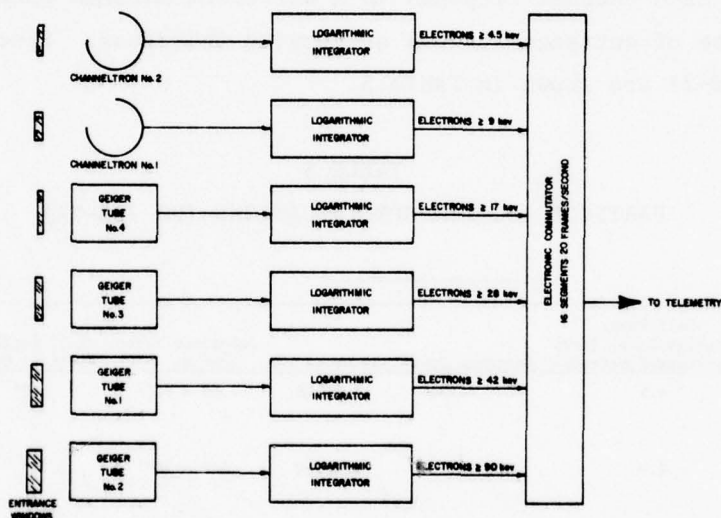 CHANNELTRON No. 2
LOGARITHMIC
INTEGRATOR
ELECTRONS ≥ 4.5 kev
CHANNELTRON No. 1
LOGARITHMIC
INTEGRATOR
ELECTRONS ≥ 9 kev
GEIGER
TUBE
No. 4
LOGARITHMIC
INTEGRATOR
ELECTRONS ≥ 17 kev
GEIGER
TUBE
No. 3
LOGARITHMIC
INTEGRATOR
ELECTRONS ≥ 28 kev
GEIGER
TUBE
No. 1
LOGARITHMIC
INTEGRATOR
ELECTRONS ≥ 42 kev
GEIGER
TUBE
No. 2
LOGARITHMIC
INTEGRATOR
ELECTRONS ≥ 90 kev
ENTRANCE
WINDOWS
ELECTRONIC COMMUTATOR
16 SEGMENTS 20 FRAMES/SECOND
TO TELEMETRY